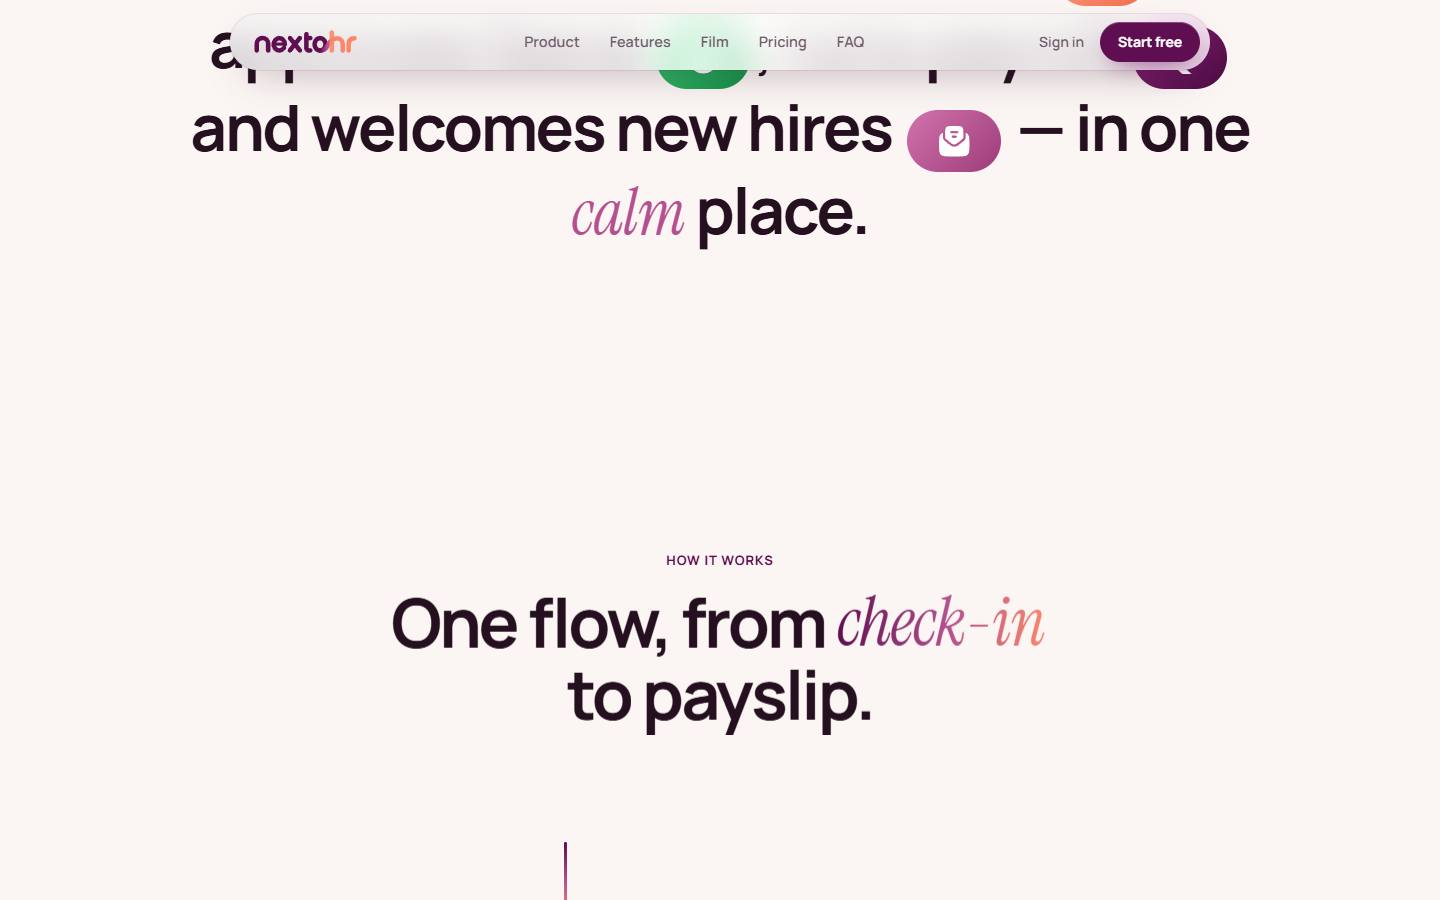 nextohr
Product
Features
Film
Pricing
FAQ
Sign in
Start free
and welcomes new hires — in one
calm place.
HOW IT WORKS
One flow, from check-in
to payslip.